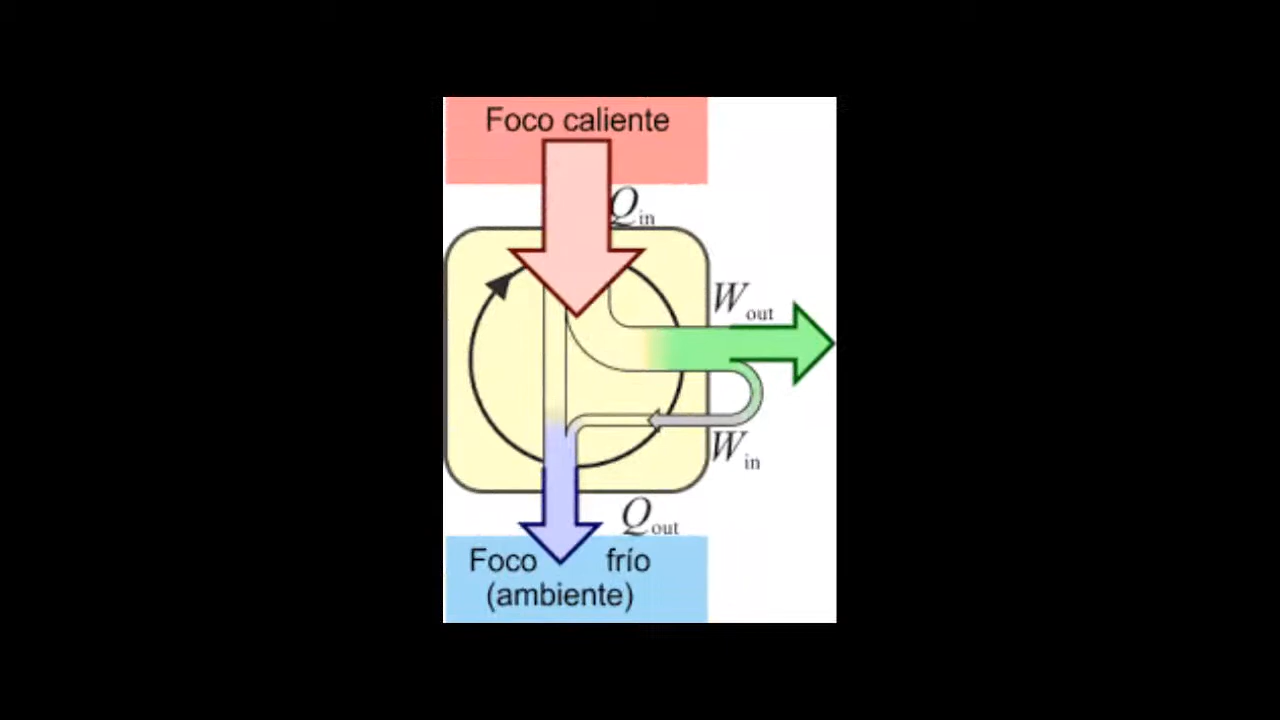 Foco caliente
Qin
Wout
Win
Qout
Foco frío
(ambiente)